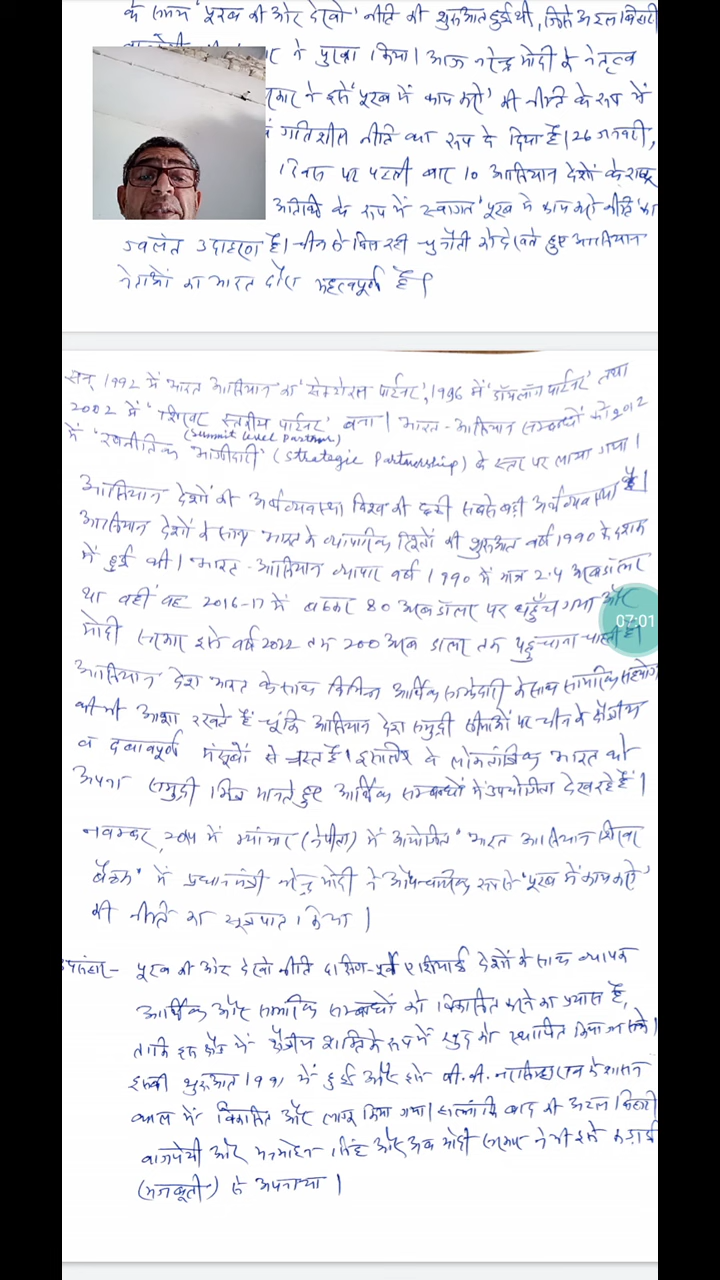 के समय 'पूरब की ओर देखो' नीति की शुरुआत हुई थी, जिसे अटल बिहारी
ने पुख्ता किया। आज नरेन्द्र मोदी के नेतृत्व
ने इसे 'पूरब में काम करो' की नीति के रूप में
गतिशील नीति का रूप दे दिया है। 26 जनवरी,
दिवस पर पहली बार 10 आसियान देशों के राष्ट्र
अतिथि के रूप में स्वागत 'पूरब में काम करो नीति' का
ज्वलंत उदाहरण है। चीन से मिल रही चुनौती को देखते हुए आसियान
नेताओं का भारत दौरा महत्वपूर्ण है।
सन् 1992 में भारत आसियान का 'सेक्टोरल पार्टनर', 1996 में 'डॉयलॉग पार्टनर' तथा
2002 में 'शिखर स्तरीय पार्टनर' बना। भारत-आसियान सम्बन्धों को 2012
(Summit Level Partner)
में 'रणनीतिक भागीदारी' (Strategic Partnership) के स्तर पर लाया गया।
आसियान देशों की अर्थव्यवस्था विश्व की सबसे बड़ी अर्थव्यवस्था है।
आसियान देशों के साथ भारत के व्यापारिक रिश्तों की शुरुआत वर्ष 1990 के दशक
में हुई थी। भारत-आसियान व्यापार वर्ष 1990 में मात्र 2.4 अरब डॉलर
था वहीं वह 2016-17 में बढ़कर 80 अरब डॉलर पर पहुँच गया और
मोदी सरकार इसे वर्ष 2022 तक 200 अरब डालर तक पहुँचाना चाहती है।
आसियान देश भारत के साथ विभिन्न आर्थिक साझेदारी के साथ सामरिक सहयोग
की भी आशा रखते हैं चूंकि आसियान देश समुद्री सीमाओं पर चीन के क्षेत्रीय
व दबावपूर्ण मंसूबों से त्रस्त हैं। इसलिए वे लोकतांत्रिक भारत को
अपना समुद्री मित्र मानते हुए आर्थिक सम्बन्धों में उपयोगिता देख रहे हैं।
नवम्बर, 2014 में म्यांमार (नेपीता) में आयोजित "भारत आसियान शिखर
बैठक" में प्रधानमंत्री नरेन्द्र मोदी ने औपचारिक रूप से 'पूरब में काम करो'
की नीति का सूत्रपात किया।
उपसंहार- पूरब की ओर देखो नीति दक्षिण-पूर्व एशियाई देशों के साथ व्यापक
आर्थिक और सामरिक सम्बन्धों को विकसित करने का प्रयास है,
ताकि इस क्षेत्र में क्षेत्रीय शक्ति के रूप में खुद को स्थापित किया जा सके।
इसकी शुरुआत 1991 में हुई और इसे पी.वी. नरसिम्हा राव के शासन
काल में विकसित और लागू किया गया। हालांकि बाद की अटल बिहारी
वाजपेयी और मनमोहन सिंह और अब मोदी सरकार ने भी इसे कड़ाई
(मजबूती) से अपनाया।
07:01